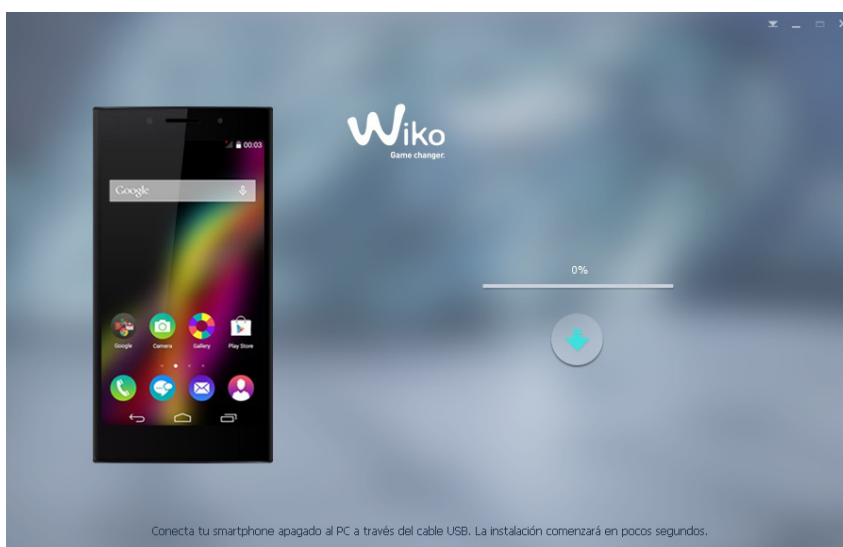 Wiko
Game changer.
00:03
Google
0%
Google Camera Gallery Play Store
Conecta tu smartphone apagado al PC a través del cable USB. La instalación comenzará en pocos segundos.